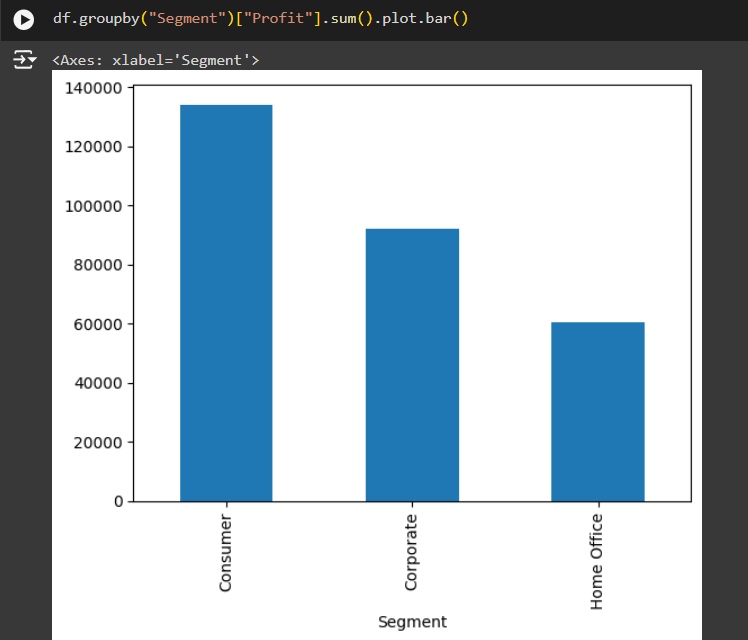 df.groupby("Segment")["Profit"].sum().plot.bar()
<Axes: xlabel='Segment'>
140000
120000
100000
80000
60000
40000
20000
0
Consumer
Corporate
Home Office
Segment